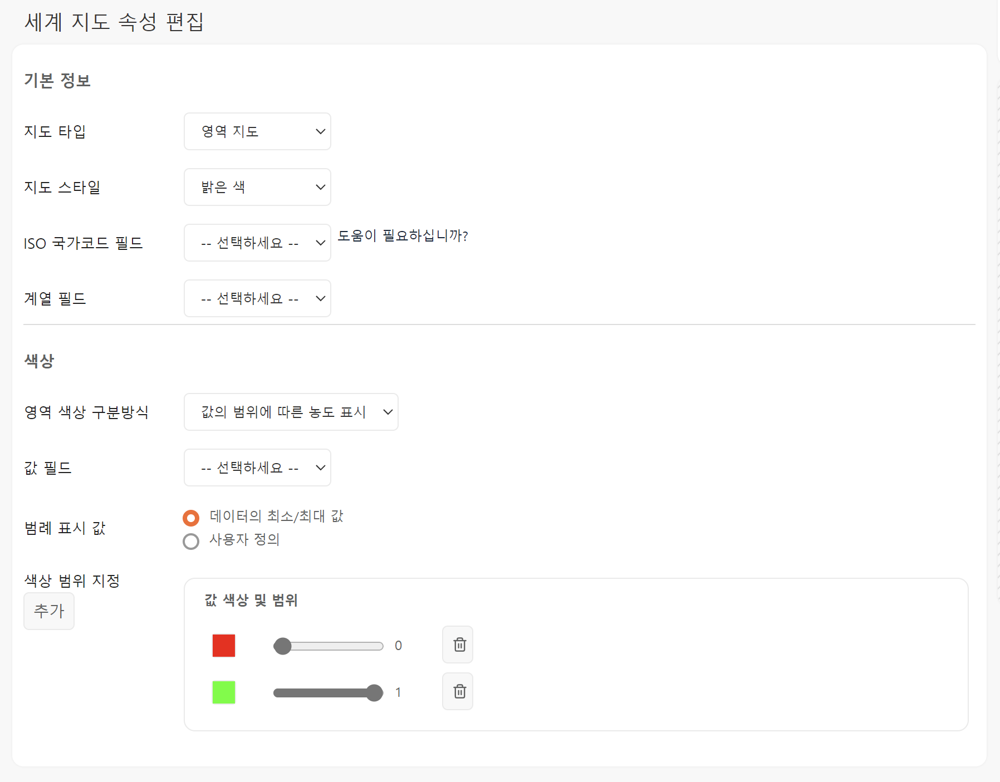 세계 지도 속성 편집
기본 정보
지도 타입
영역 지도
지도 스타일
밝은 색
ISO 국가코드 필드
-- 선택하세요 --
도움이 필요하십니까?
계열 필드
-- 선택하세요 --
색상
영역 색상 구분방식
값의 범위에 따른 농도 표시
값 필드
-- 선택하세요 --
범례 표시 값
데이터의 최소/최대 값
사용자 정의
색상 범위 지정
추가
값 색상 및 범위
0
1